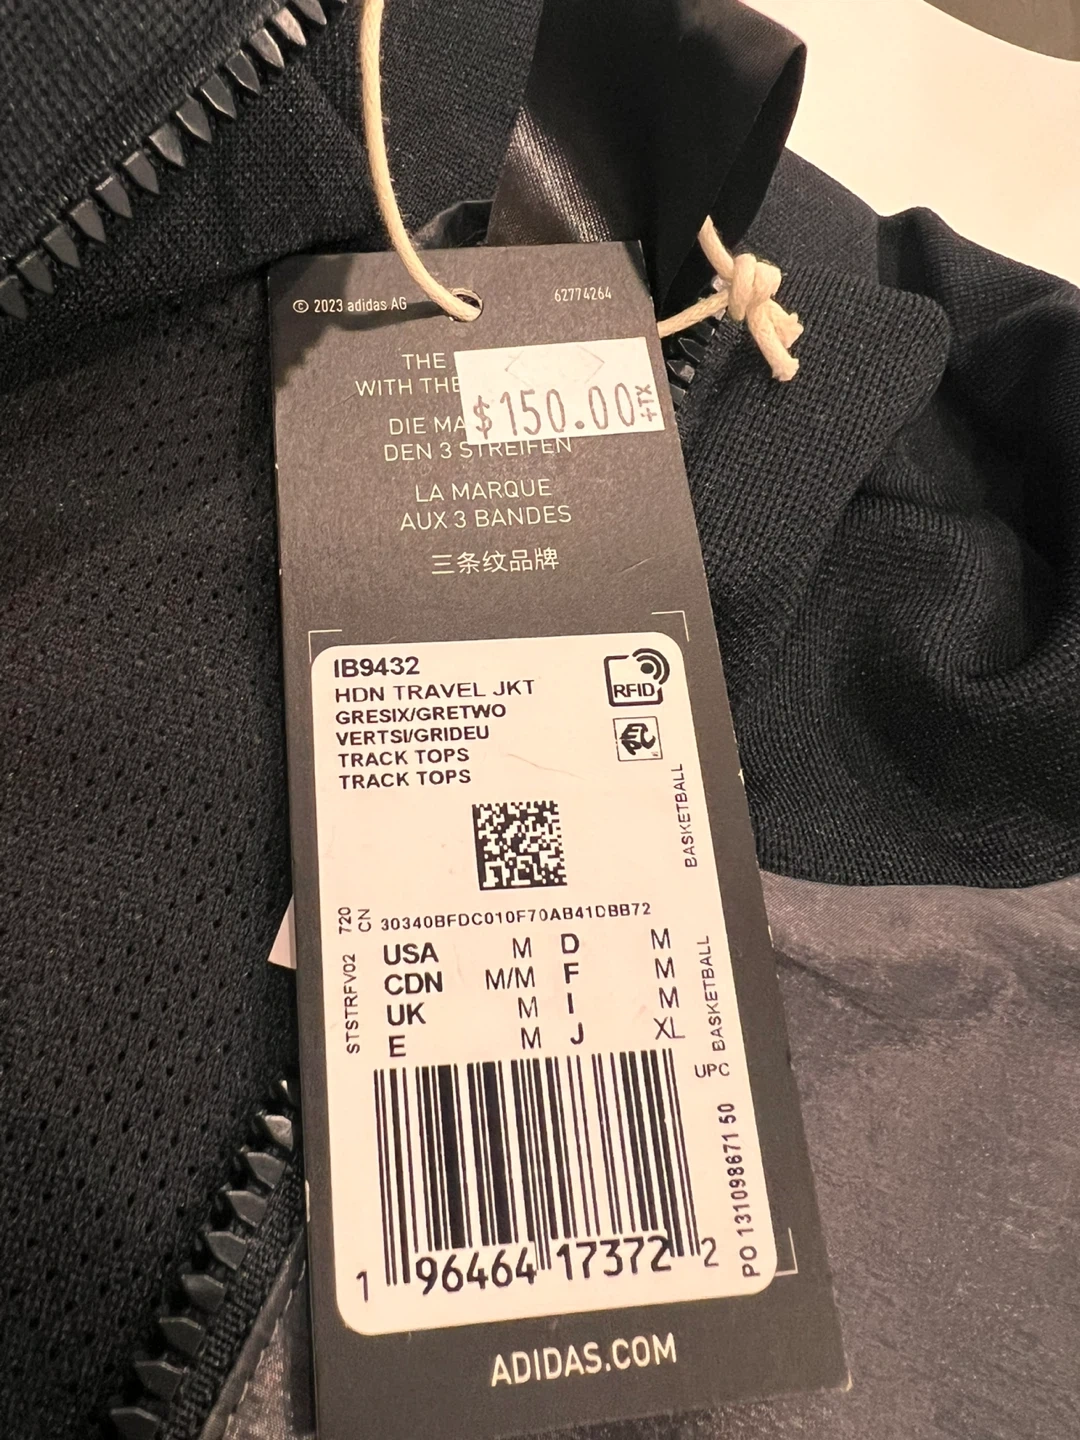 © 2023 adidas AG
62774264
THE
WITH THE
$150.00+TX
DIE MA
DEN 3 STREIFEN
LA MARQUE
AUX 3 BANDES
三条纹品牌
IB9432
HDN TRAVEL JKT
GRESIX/GRETWO
VERTSI/GRIDEU
TRACK TOPS
TRACK TOPS
RFID
BASKETBALL
720
CN
30340BFDC010F70AB41DBB72
STSTRFV02
USA M D M
CDN M/M F M
UK M I M
E M J XL
BASKETBALL
UPC
PO 131098671 50
1 96464 17372 2
ADIDAS.COM